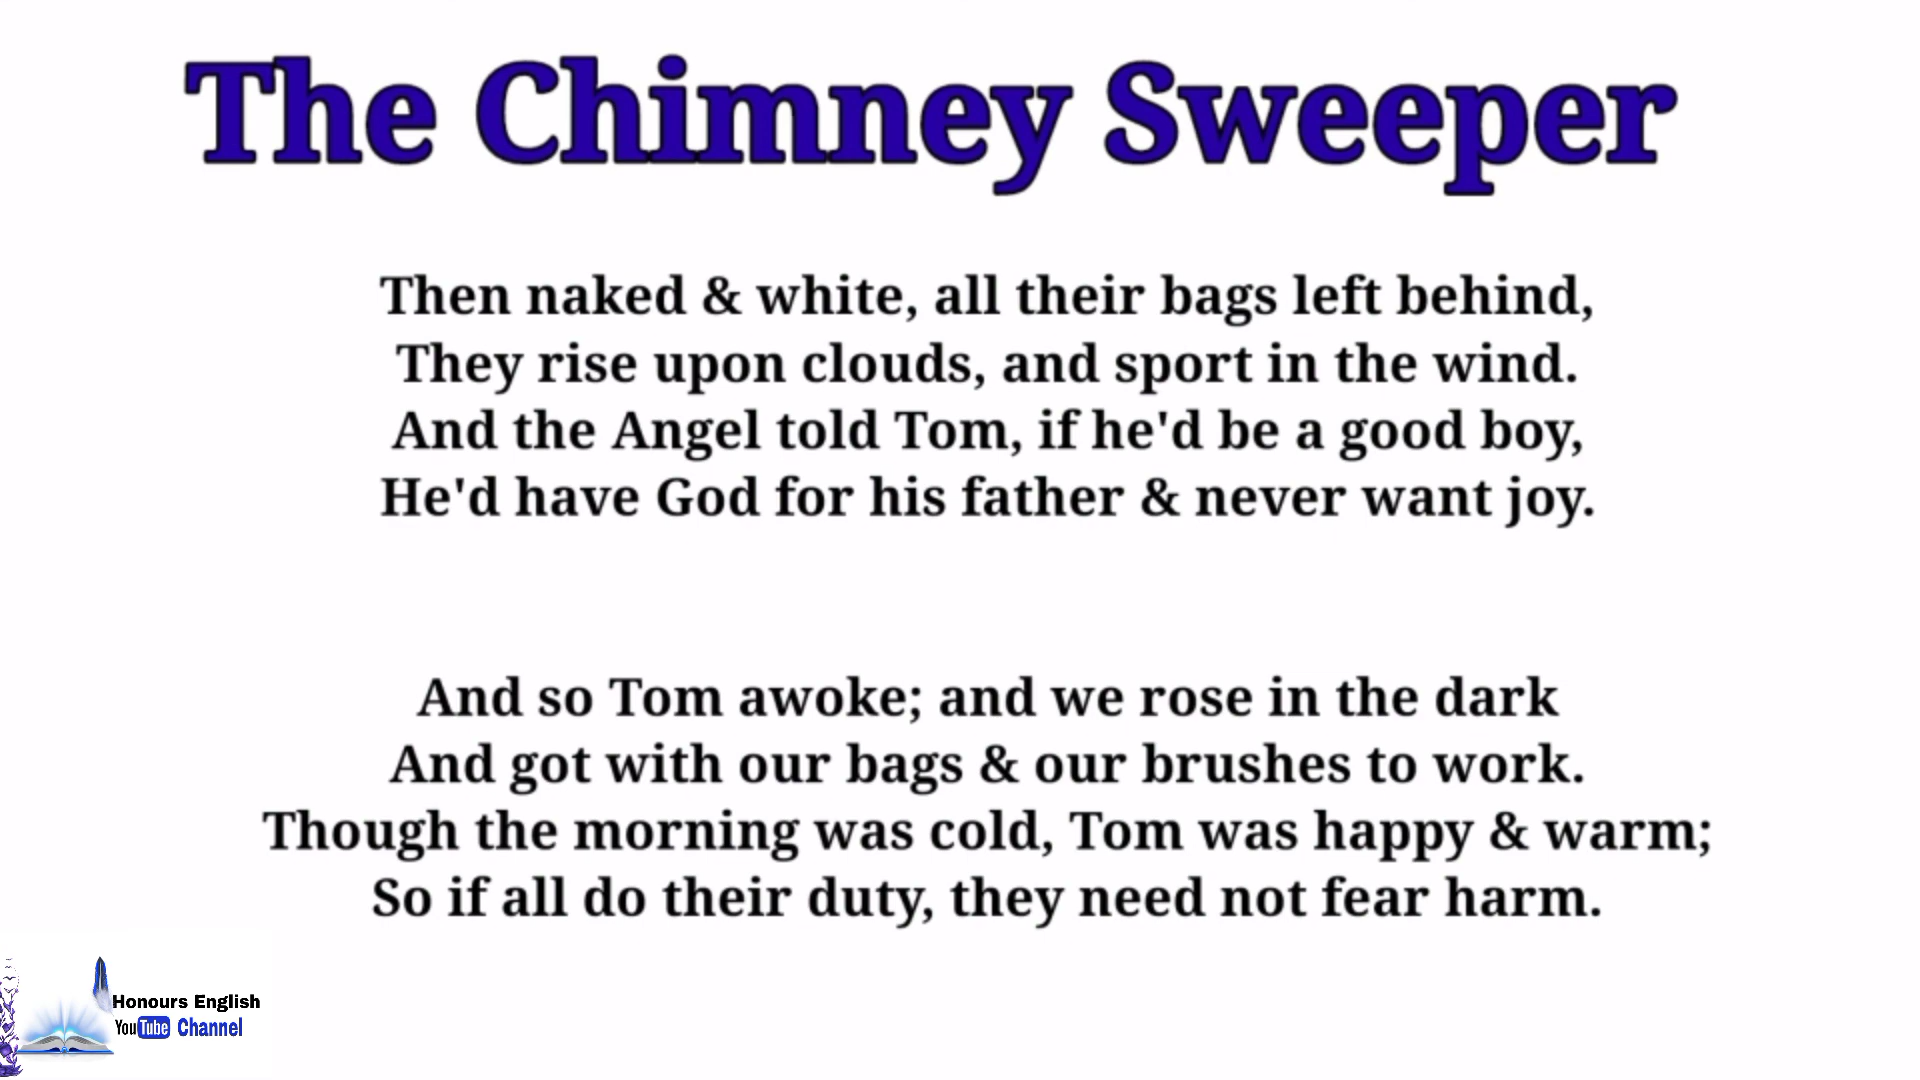 The Chimney Sweeper
Then naked & white, all their bags left behind,
They rise upon clouds, and sport in the wind.
And the Angel told Tom, if he'd be a good boy,
He'd have God for his father & never want joy.
And so Tom awoke; and we rose in the dark
And got with our bags & our brushes to work.
Though the morning was cold, Tom was happy & warm;
So if all do their duty, they need not fear harm.
Honours English
YouTube Channel